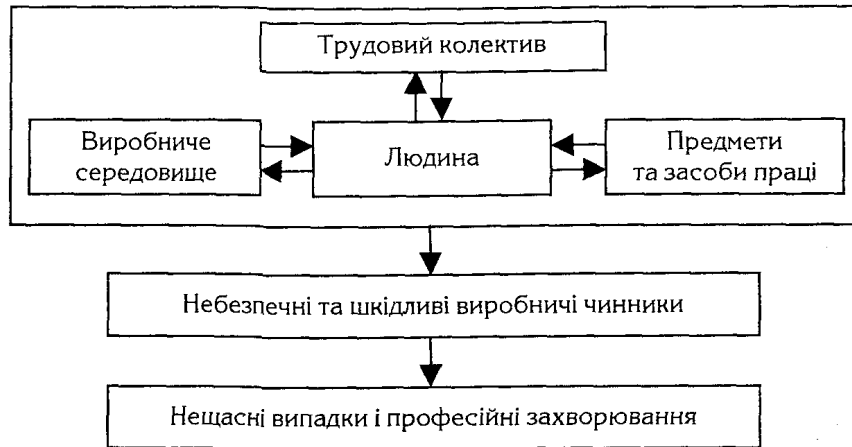 Трудовий колектив
Виробниче
середовище
Людина
Предмети
та засоби праці
Небезпечні та шкідливі виробничі чинники
Нещасні випадки і професійні захворювання